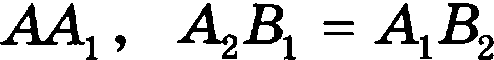 AA₁, A₂B₁ = A₁B₂